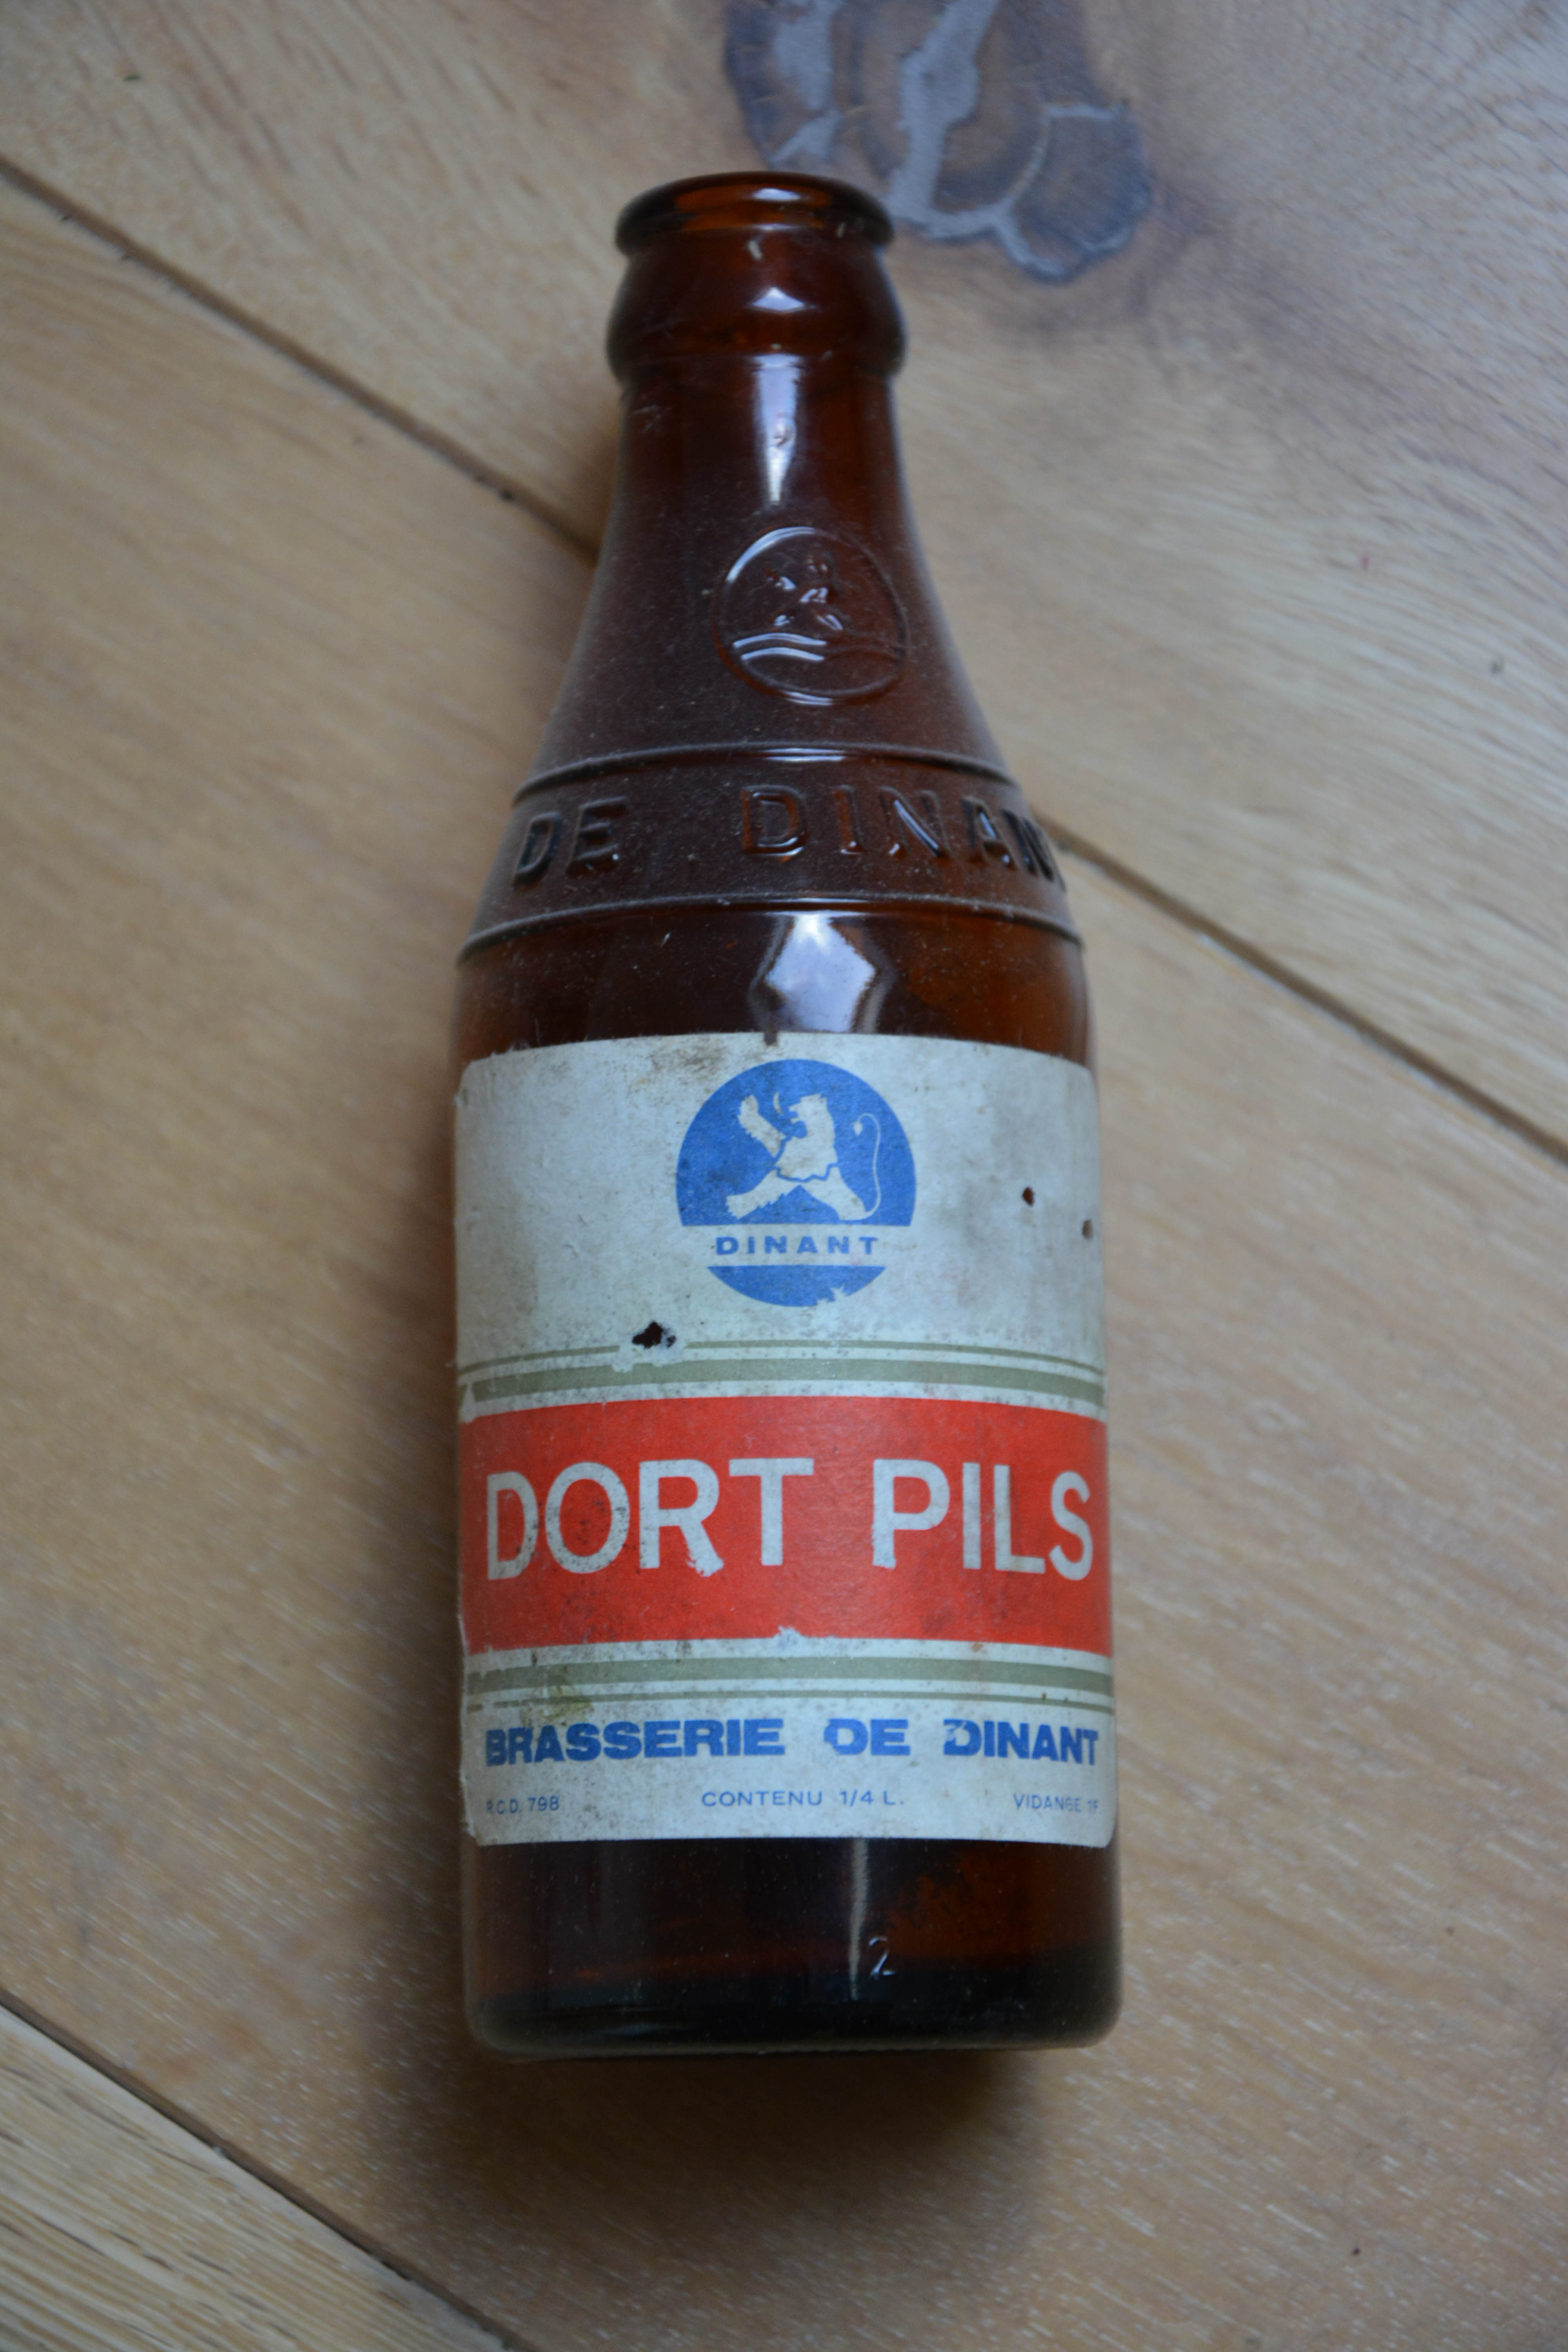 DE DINAN
DINANT
DORT PILS
BRASSERIE DE DINANT
R.C.D. 798 CONTENU 1/4 L. VIDANGE 1F
2